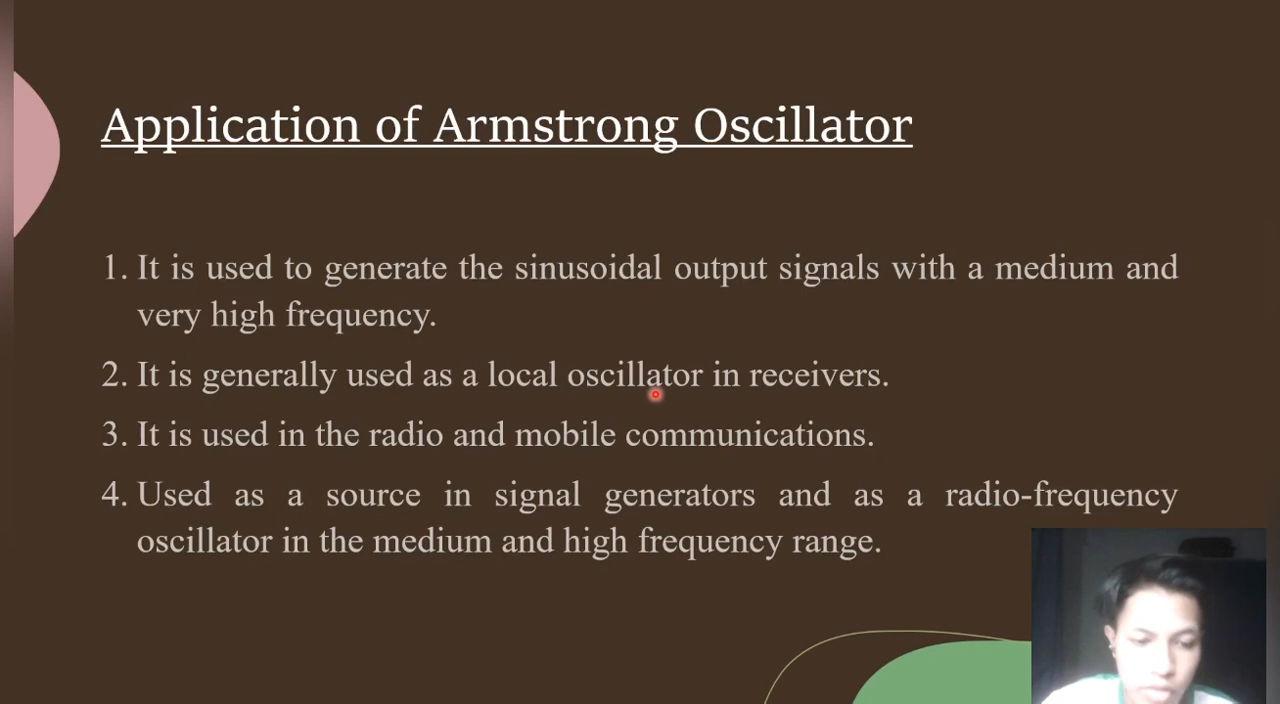 Application of Armstrong Oscillator
1. It is used to generate the sinusoidal output signals with a medium and
very high frequency.
2. It is generally used as a local oscillator in receivers.
3. It is used in the radio and mobile communications.
4. Used as a source in signal generators and as a radio-frequency
oscillator in the medium and high frequency range.